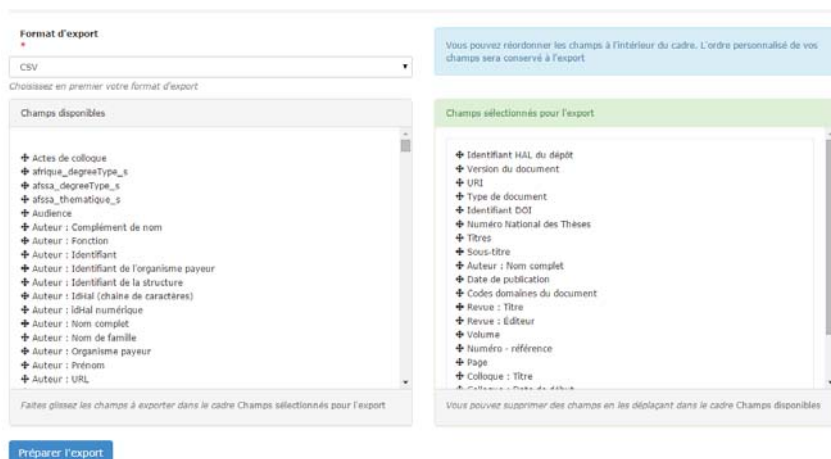 Format d'export
*
CSV
Choisissez en premier votre format d'export
Vous pouvez réordonner les champs à l'intérieur du cadre. L'ordre personnalisé de vos
champs sera conservé à l'export
Champs disponibles
Actes de colloque
afrique_degreeType_s
afssa_degreeType_s
afssa_thematique_s
Audience
Auteur : Complément de nom
Auteur : Fonction
Auteur : Identifiant
Auteur : Identifiant de l'organisme payeur
Auteur : Identifiant de la structure
Auteur : IdHal (chaine de caractères)
Auteur : idHal numérique
Auteur : Nom complet
Auteur : Nom de famille
Auteur : Organisme payeur
Auteur : Prénom
Auteur : URL
Faites glissez les champs à exporter dans le cadre Champs sélectionnés pour l'export
Champs sélectionnés pour l'export
Identifiant HAL du dépôt
Version du document
URI
Type de document
Identifiant DOI
Numéro National des Thèses
Titres
Sous-titre
Auteur : Nom complet
Date de publication
Codes domaines du document
Revue : Titre
Revue : Éditeur
Volume
Numéro - référence
Page
Colloque : Titre
Colloque : Date de début
Vous pouvez supprimer des champs en les déplaçant dans le cadre Champs disponibles
Préparer l'export